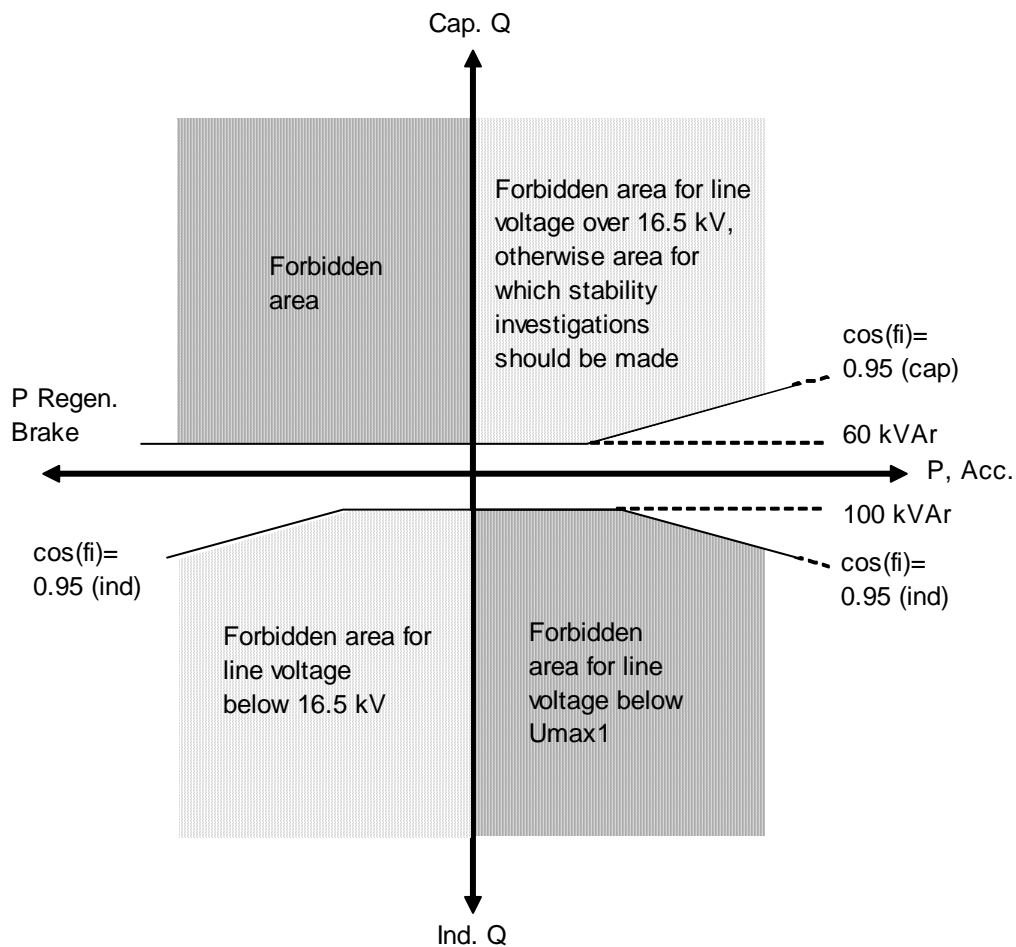 Cap. Q
Forbidden area for line
voltage over 16.5 kV,
otherwise area for
which stability
investigations
should be made
Forbidden
area
cos(fi)=
0.95 (cap)
P Regen.
Brake
60 kVAr
P, Acc.
100 kVAr
cos(fi)=
0.95 (ind)
cos(fi)=
0.95 (ind)
Forbidden area for
line voltage
below 16.5 kV
Forbidden
area for line
voltage below
Umax1
Ind. Q